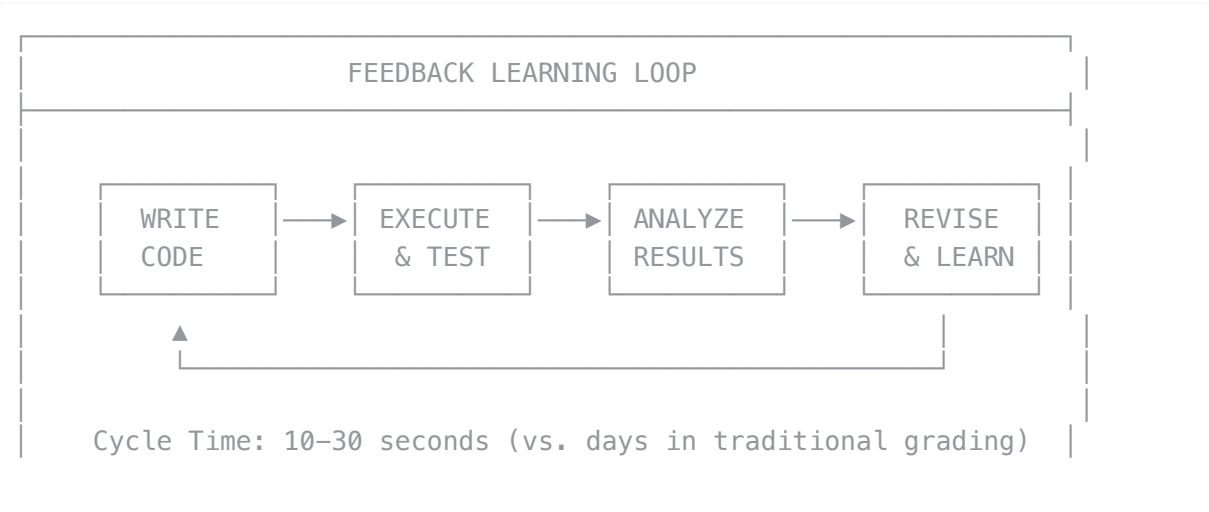 FEEDBACK LEARNING LOOP
WRITE CODE
EXECUTE & TEST
ANALYZE RESULTS
REVISE & LEARN
Cycle Time: 10–30 seconds (vs. days in traditional grading)